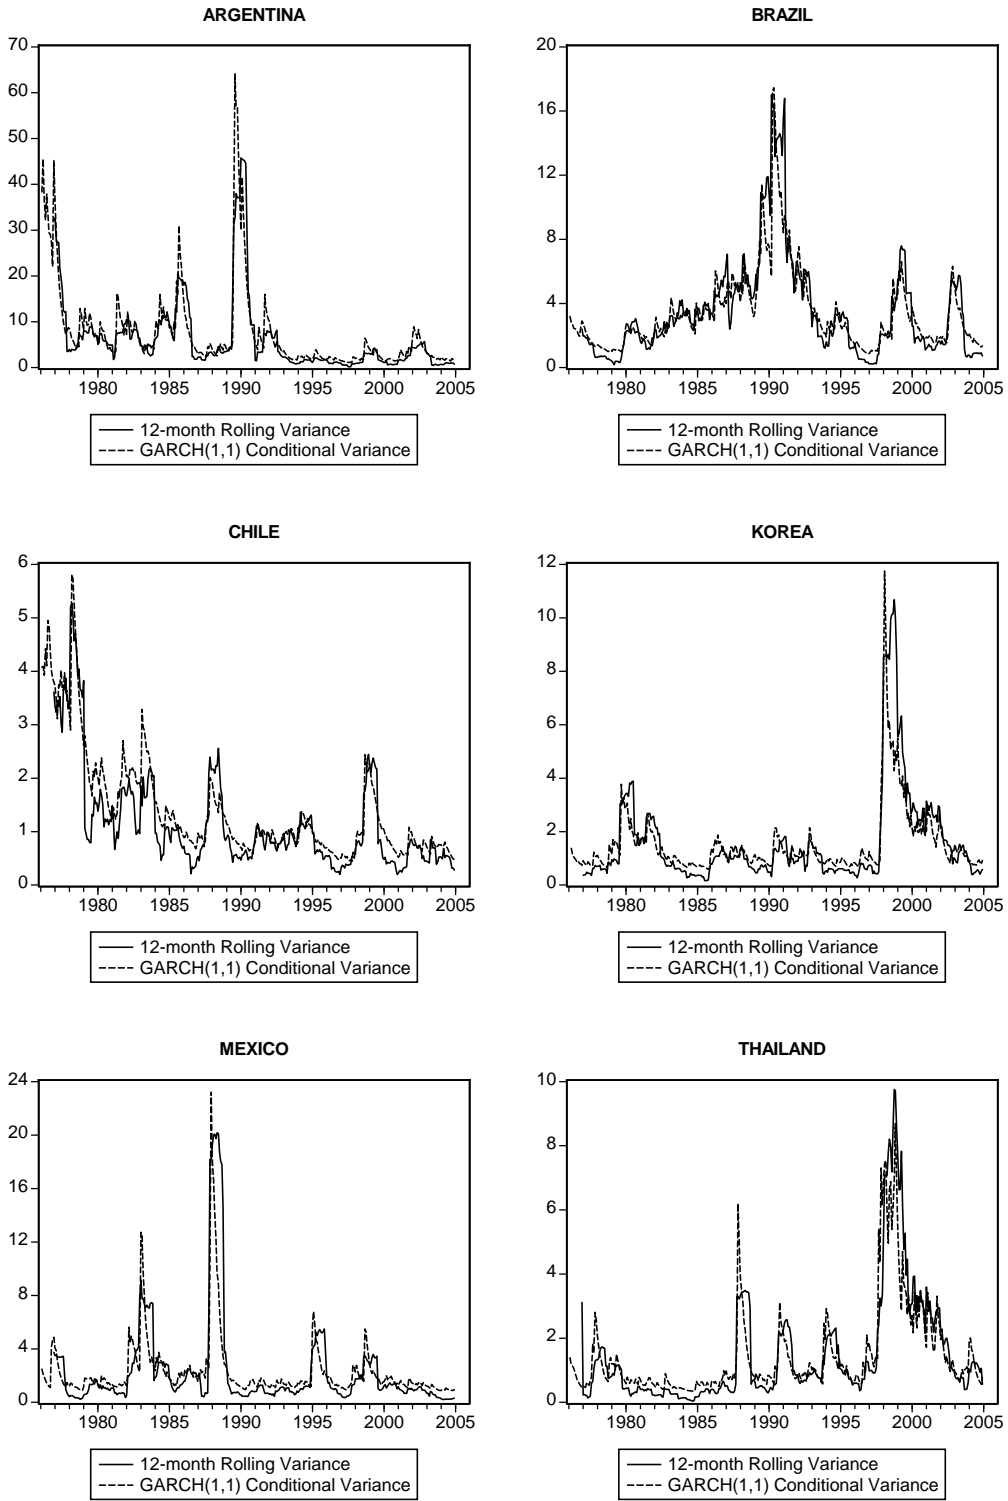 ARGENTINA
70
60
50
40
30
20
10
0
1980 1985 1990 1995 2000 2005
12-month Rolling Variance
GARCH(1,1) Conditional Variance
BRAZIL
20
16
12
8
4
0
1980 1985 1990 1995 2000 2005
12-month Rolling Variance
GARCH(1,1) Conditional Variance
CHILE
6
5
4
3
2
1
0
1980 1985 1990 1995 2000 2005
12-month Rolling Variance
GARCH(1,1) Conditional Variance
KOREA
12
10
8
6
4
2
0
1980 1985 1990 1995 2000 2005
12-month Rolling Variance
GARCH(1,1) Conditional Variance
MEXICO
24
20
16
12
8
4
0
1980 1985 1990 1995 2000 2005
12-month Rolling Variance
GARCH(1,1) Conditional Variance
THAILAND
10
8
6
4
2
0
1980 1985 1990 1995 2000 2005
12-month Rolling Variance
GARCH(1,1) Conditional Variance